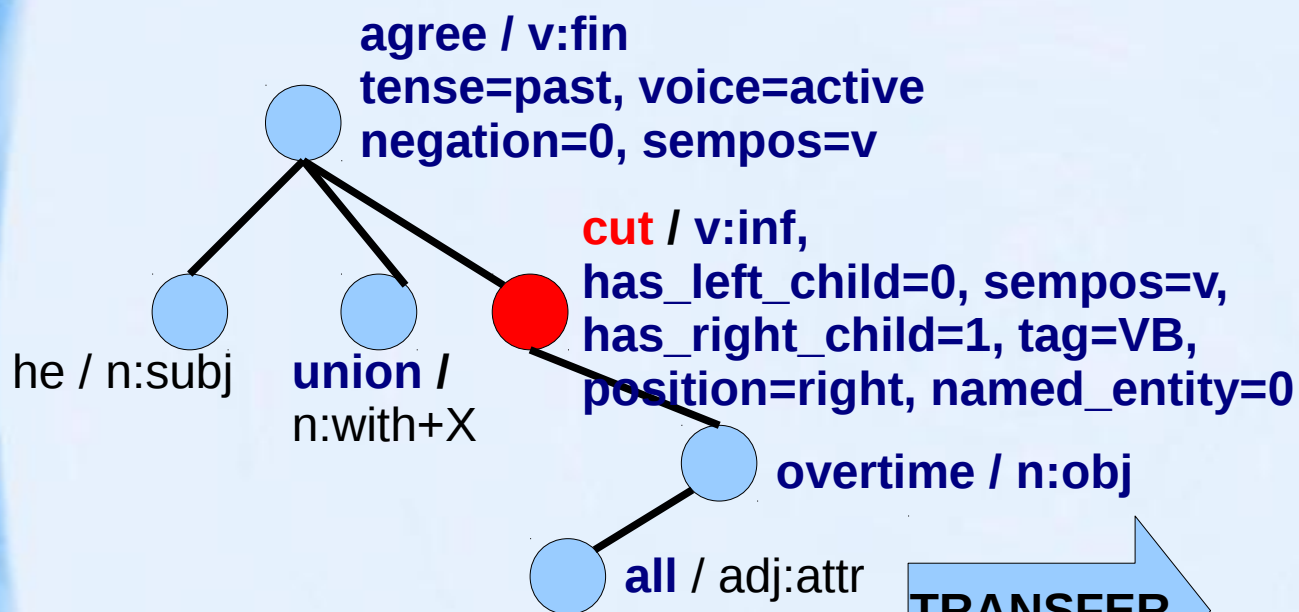 agree / v:fin
tense=past, voice=active
negation=0, sempos=v
cut / v:inf,
has_left_child=0, sempos=v,
has_right_child=1, tag=VB,
position=right, named_entity=0
he / n:subj
union /
n:with+X
overtime / n:obj
all / adj:attr
TRANSFER